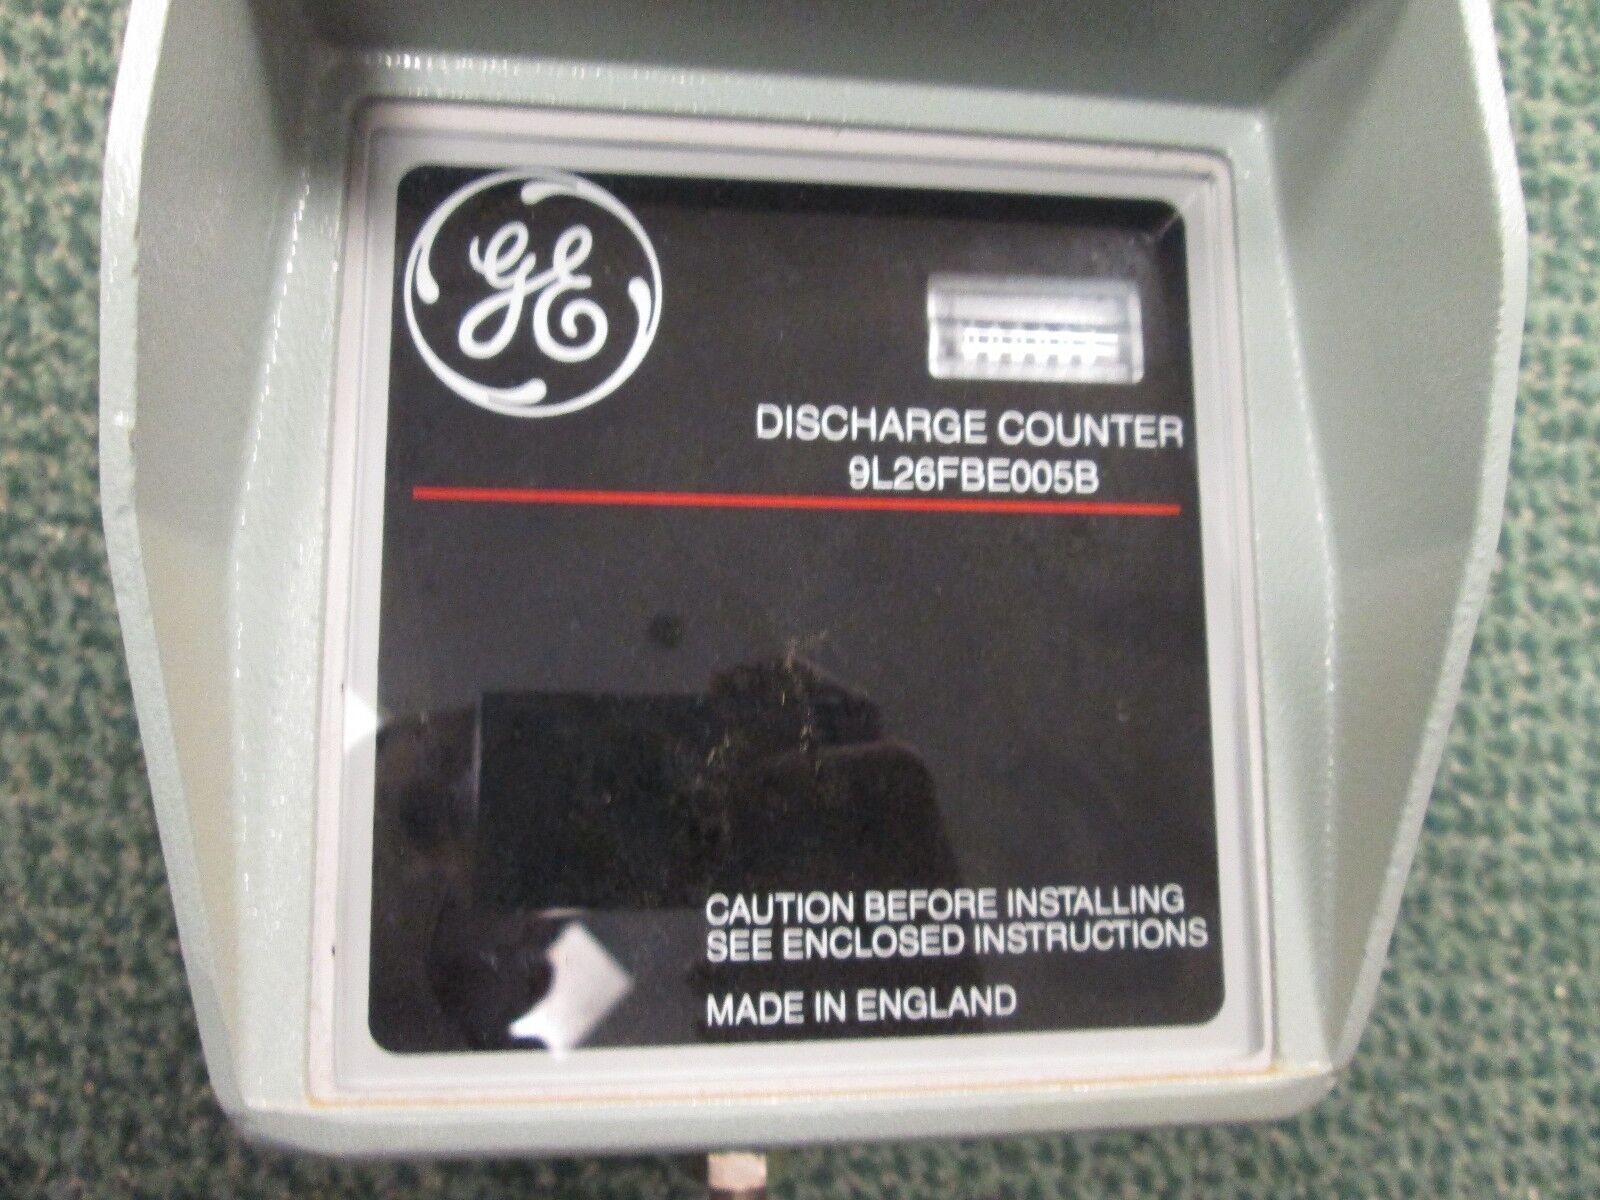 GE
DISCHARGE COUNTER
9L26FBE005B
CAUTION BEFORE INSTALLING
SEE ENCLOSED INSTRUCTIONS
MADE IN ENGLAND